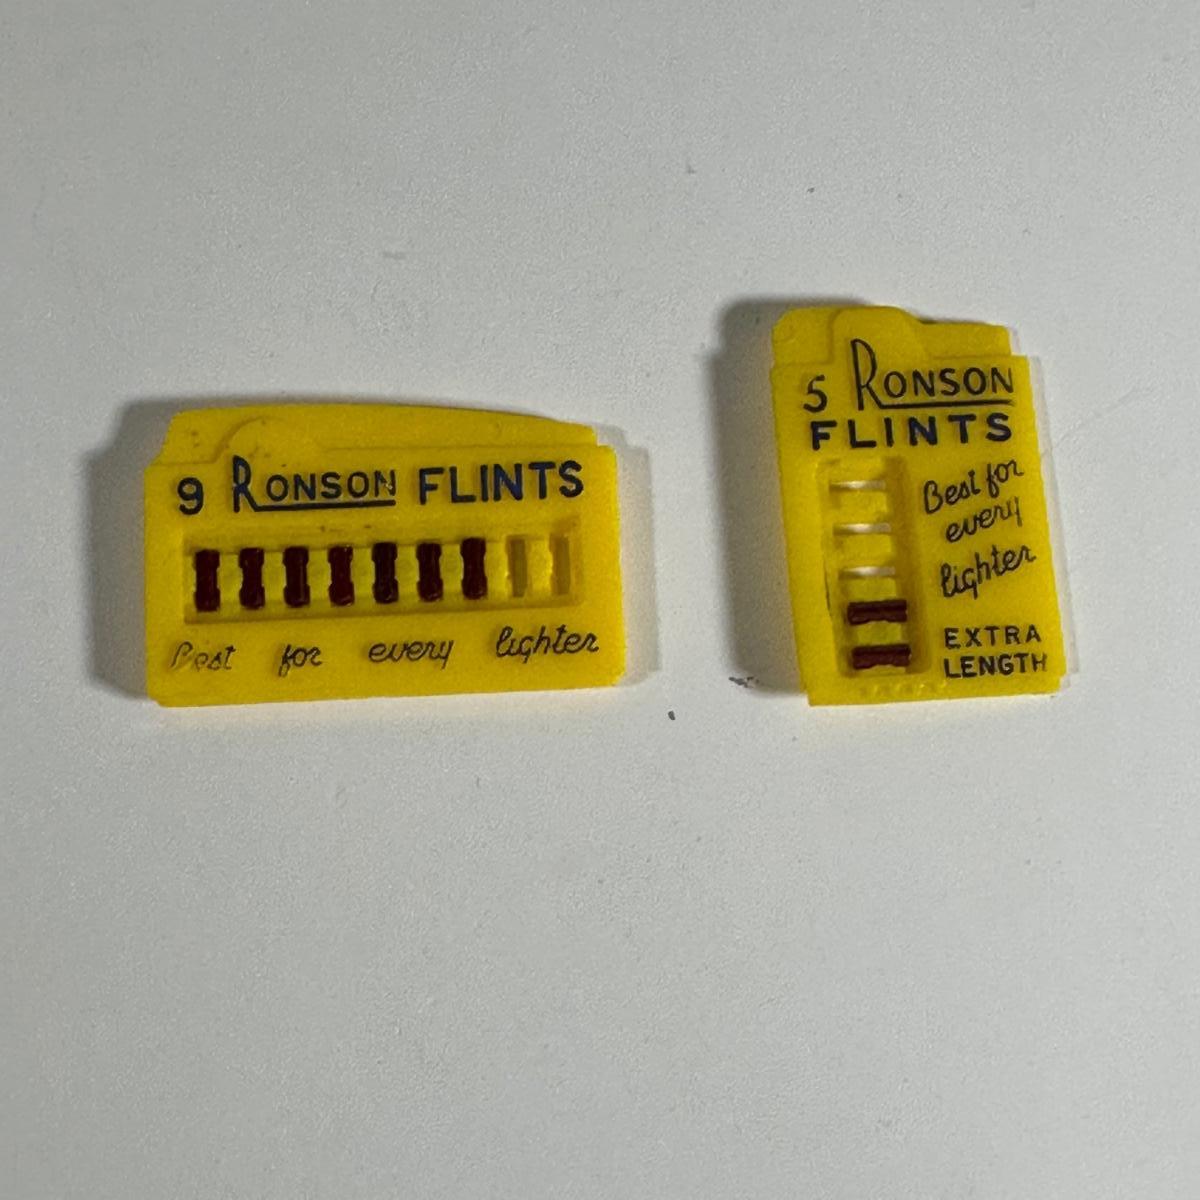 9 RONSON FLINTS
Best for every lighter
5 RONSON
FLINTS
Best for
every
lighter
EXTRA
LENGTH